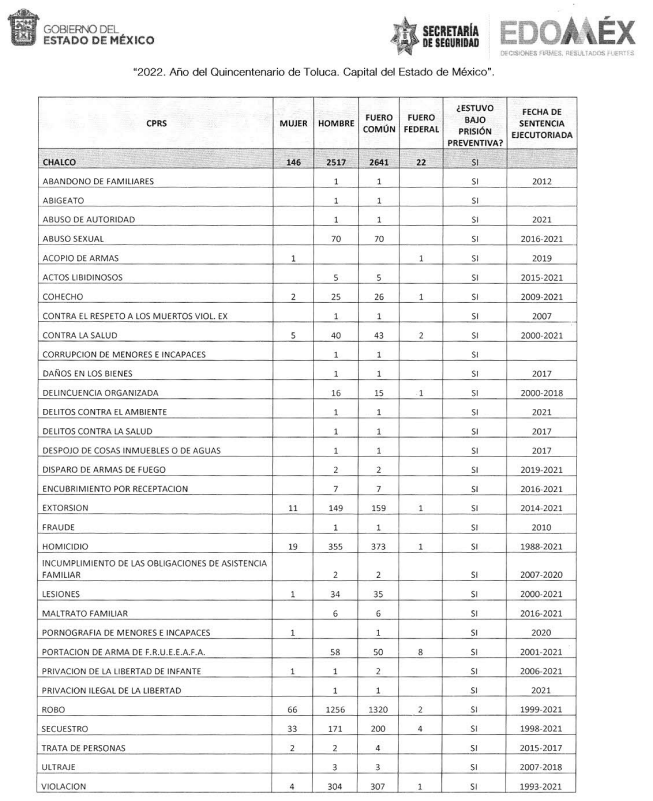 GOBIERNO DEL
ESTADO DE MÉXICO
SECRETARÍA
DE SEGURIDAD
EDOMÉX
DECISIONES FIRMES, RESULTADOS FUERTES
"2022. Año del Quincentenario de Toluca. Capital del Estado de México".
CPRS MUJER HOMBRE FUERO COMÚN FUERO FEDERAL ¿ESTUVO BAJO PRISIÓN PREVENTIVA? FECHA DE SENTENCIA EJECUTORIADA
CHALCO 146 2517 2641 22 SI
ABANDONO DE FAMILIARES 1 1 SI 2012
ABIGEATO 1 1 SI
ABUSO DE AUTORIDAD 1 1 SI 2021
ABUSO SEXUAL 70 70 SI 2016-2021
ACOPIO DE ARMAS 1 1 SI 2019
ACTOS LIBIDINOSOS 5 5 SI 2015-2021
COHECHO 2 25 26 1 SI 2009-2021
CONTRA EL RESPETO A LOS MUERTOS VIOL. EX 1 1 SI 2007
CONTRA LA SALUD 5 40 43 2 SI 2000-2021
CORRUPCION DE MENORES E INCAPACES 1 1 SI
DAÑOS EN LOS BIENES 1 1 SI 2017
DELINCUENCIA ORGANIZADA 16 15 1 SI 2000-2018
DELITOS CONTRA EL AMBIENTE 1 1 SI 2021
DELITOS CONTRA LA SALUD 1 1 SI 2017
DESPOJO DE COSAS INMUEBLES O DE AGUAS 1 1 SI 2017
DISPARO DE ARMAS DE FUEGO 2 2 SI 2019-2021
ENCUBRIMIENTO POR RECEPTACION 7 7 SI 2016-2021
EXTORSION 11 149 159 1 SI 2014-2021
FRAUDE 1 1 SI 2010
HOMICIDIO 19 355 373 1 SI 1988-2021
INCUMPLIMIENTO DE LAS OBLIGACIONES DE ASISTENCIA
FAMILIAR 2 2 SI 2007-2020
LESIONES 1 34 35 SI 2000-2021
MALTRATO FAMILIAR 6 6 SI 2016-2021
PORNOGRAFIA DE MENORES E INCAPACES 1 1 SI 2020
PORTACION DE ARMA DE F.R.U.E.E.A.F.A. 58 50 8 SI 2001-2021
PRIVACION DE LA LIBERTAD DE INFANTE 1 1 2 SI 2006-2021
PRIVACION ILEGAL DE LA LIBERTAD 1 1 SI 2021
ROBO 66 1256 1320 2 SI 1999-2021
SECUESTRO 33 171 200 4 SI 1998-2021
TRATA DE PERSONAS 2 2 4 SI 2015-2017
ULTRAJE 3 3 SI 2007-2018
VIOLACION 4 304 307 1 SI 1993-2021